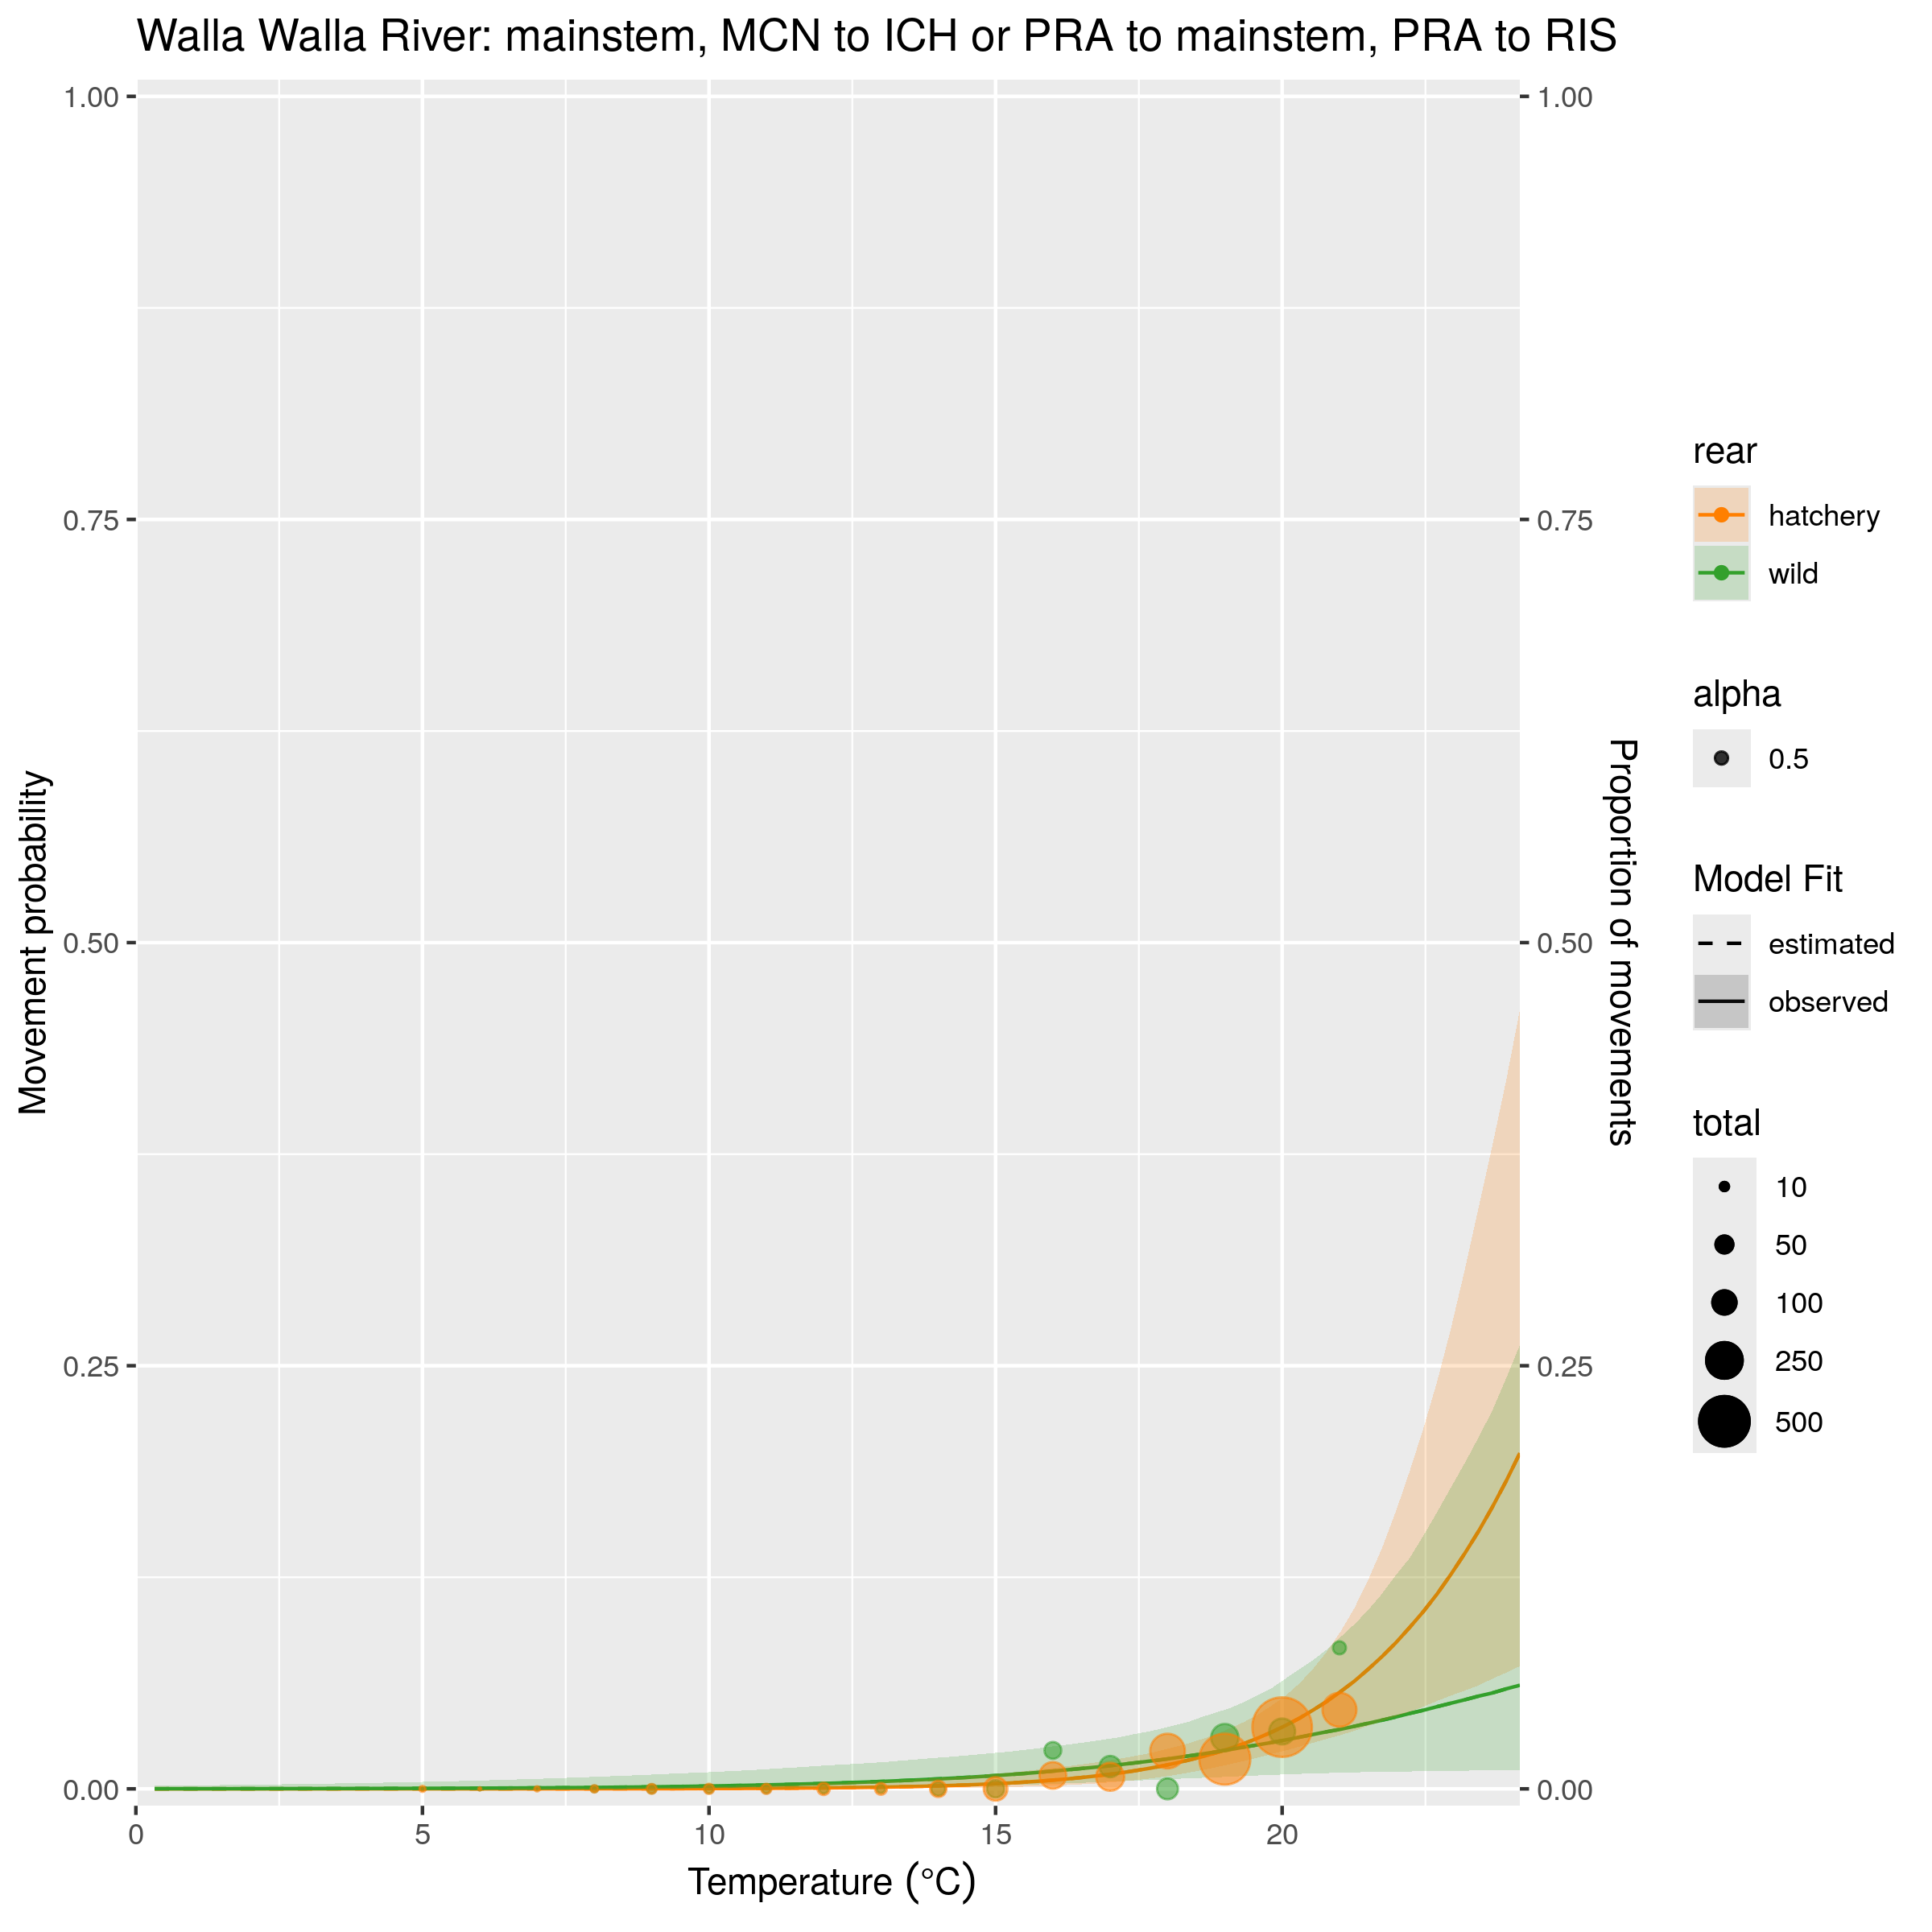 Walla Walla River: mainstem, MCN to ICH or PRA to mainstem, PRA to RIS
1.00
0.75
0.50
0.25
0.00
Movement probability
0
5
10
15
20
Temperature (°C)
1.00
0.75
0.50
0.25
0.00
Proportion of movements
rear
hatchery
wild
alpha
0.5
Model Fit
estimated
observed
total
10
50
100
250
500